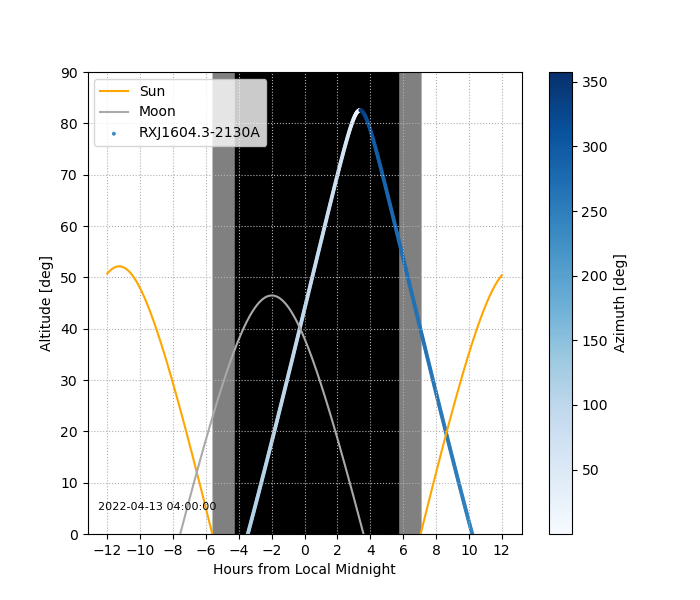 90
80
70
60
50
40
30
20
10
0
Altitude [deg]
Sun
Moon
RXJ1604.3-2130A
2022-04-13 04:00:00
−12 −10 −8 −6 −4 −2 0 2 4 6 8 10 12
Hours from Local Midnight
350
300
250
200
150
100
50
Azimuth [deg]